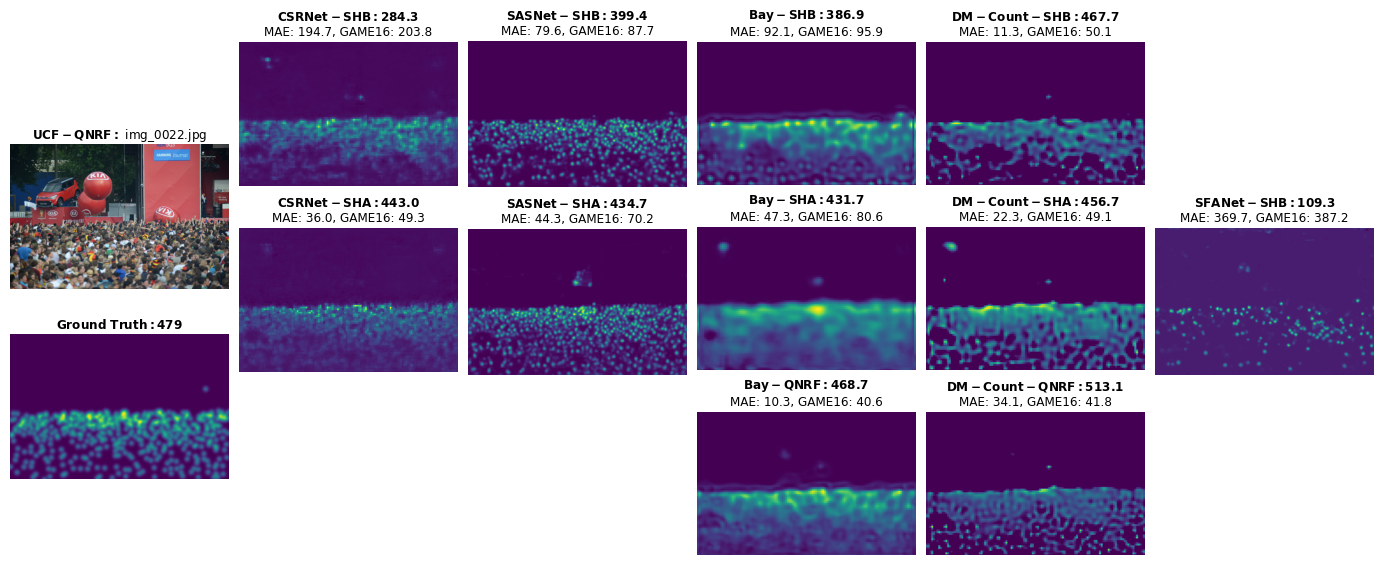 CSRNet − SHB : 284.3
MAE: 194.7, GAME16: 203.8
SASNet − SHB : 399.4
MAE: 79.6, GAME16: 87.7
Bay − SHB : 386.9
MAE: 92.1, GAME16: 95.9
DM − Count − SHB : 467.7
MAE: 11.3, GAME16: 50.1
UCF − QNRF : img_0022.jpg
KIA
KIA
CSRNet − SHA : 443.0
MAE: 36.0, GAME16: 49.3
SASNet − SHA : 434.7
MAE: 44.3, GAME16: 70.2
Bay − SHA : 431.7
MAE: 47.3, GAME16: 80.6
DM − Count − SHA : 456.7
MAE: 22.3, GAME16: 49.1
SFANet − SHB : 109.3
MAE: 369.7, GAME16: 387.2
Ground Truth : 479
Bay − QNRF : 468.7
MAE: 10.3, GAME16: 40.6
DM − Count − QNRF : 513.1
MAE: 34.1, GAME16: 41.8